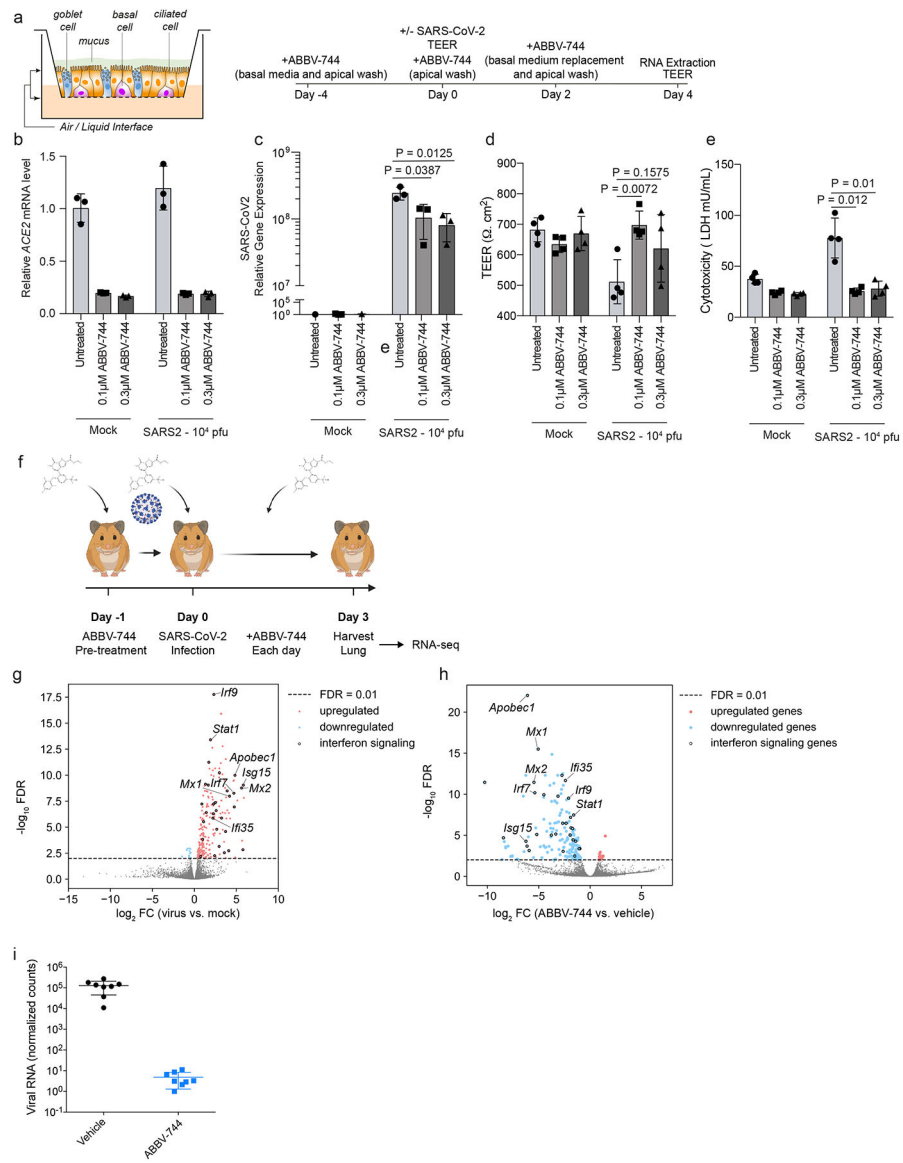 a
goblet cell
mucus
basal cell
ciliated cell
Air / Liquid Interface
+ABBV-744
(basal media and apical wash)
Day -4
+/- SARS-CoV-2
TEER
+ABBV-744
(apical wash)
Day 0
+ABBV-744
(basal medium replacement
and apical wash)
Day 2
RNA Extraction
TEER
Day 4
b
Relative ACE2 mRNA level
1.5
1.0
0.5
0.0
Untreated
0.1µM ABBV-744
0.3µM ABBV-744
Untreated
0.1µM ABBV-744
0.3µM ABBV-744
Mock
SARS2 - 10⁴ pfu
c
SARS-CoV2
Relative Gene Expression
10⁹
10⁸
10⁷
10⁵
10⁰
P = 0.0125
P = 0.0387
e
Untreated
0.1µM ABBV-744
0.3µM ABBV-744
Untreated
0.1µM ABBV-744
0.3µM ABBV-744
Mock
SARS2 - 10⁴ pfu
d
TEER (Ω. cm²)
900
800
700
600
500
400
P = 0.1575
P = 0.0072
Untreated
0.1µM ABBV-744
0.3µM ABBV-744
Untreated
0.1µM ABBV-744
0.3µM ABBV-744
Mock
SARS2 - 10⁴ pfu
e
Cytotoxicity ( LDH mU/mL)
150
100
50
0
P = 0.01
P = 0.012
Untreated
0.1µM ABBV-744
0.3µM ABBV-744
Untreated
0.1µM ABBV-744
0.3µM ABBV-744
Mock
SARS2 - 10⁴ pfu
f
Day -1
ABBV-744
Pre-treatment
Day 0
SARS-CoV-2
Infection
+ABBV-744
Each day
Day 3
Harvest
Lung
RNA-seq
g
-log₁₀ FDR
17.5
15.0
12.5
10.0
7.5
5.0
2.5
0.0
Irf9
Stat1
Apobec1
Isg15
Mx1
Irf7
Mx2
Ifi35
-15 -10 -5 0 5 10
log₂ FC (virus vs. mock)
FDR = 0.01
upregulated
downregulated
interferon signaling
h
-log₁₀ FDR
20
15
10
5
0
Apobec1
Mx1
Mx2
Ifi35
Irf7
Irf9
Stat1
Isg15
-10 -5 0 5
log₂ FC (ABBV-744 vs. vehicle)
FDR = 0.01
upregulated genes
downregulated genes
interferon signaling genes
i
Viral RNA (normalized counts)
10⁶
10⁵
10⁴
10³
10²
10¹
10⁰
10⁻¹
Vehicle
ABBV-744